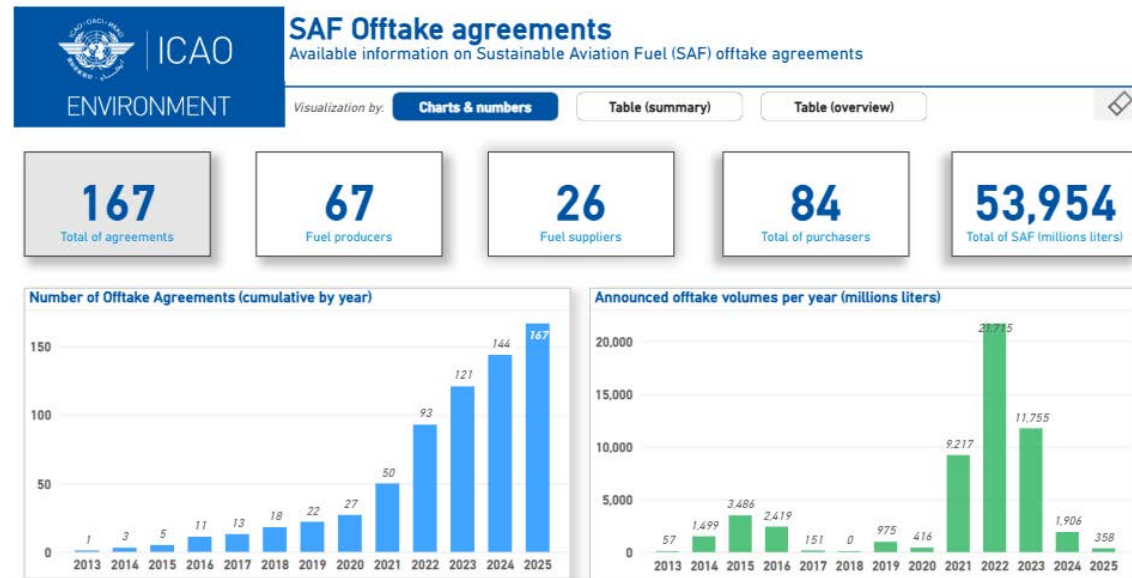 ICAO·OACI·ИКАО
ICAO
ENVIRONMENT
SAF Offtake agreements
Available information on Sustainable Aviation Fuel (SAF) offtake agreements
Visualization by: Charts & numbers Table (summary) Table (overview)
167 67 26 84 53,954
Total of agreements Fuel producers Fuel suppliers Total of purchasers Total of SAF (millions liters)
Number of Offtake Agreements (cumulative by year)
150
100
50
0
1 3 5 11 13 18 22 27 50 93 121 144 167
2013 2014 2015 2016 2017 2018 2019 2020 2021 2022 2023 2024 2025
Announced offtake volumes per year (millions liters)
20,000
15,000
10,000
5,000
0
57 1,499 3,486 2,419 151 0 975 416 9,217 21,715 11,755 1,906 358
2013 2014 2015 2016 2017 2018 2019 2020 2021 2022 2023 2024 2025